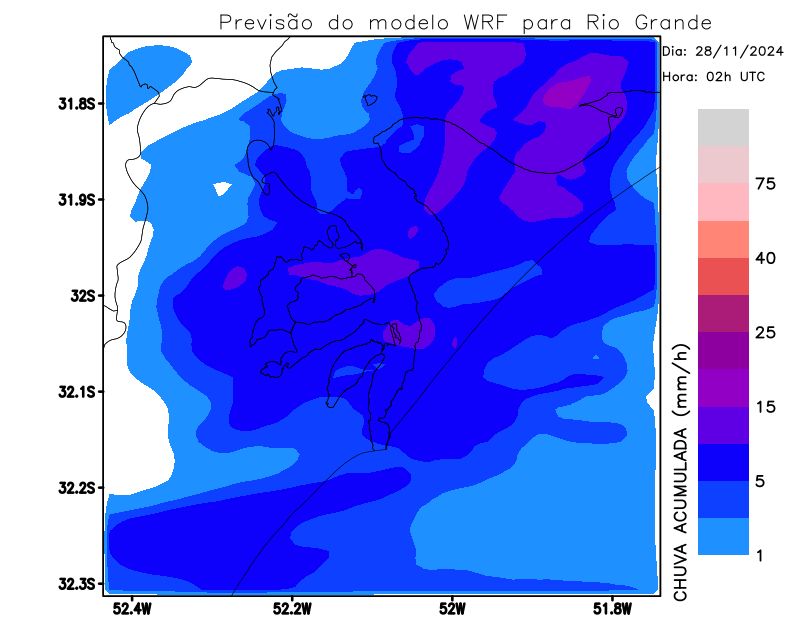 Previsão do modelo WRF para Rio Grande
Dia: 28/11/2024
Hora: 02h UTC
31.8S
31.9S
32S
32.1S
32.2S
32.3S
52.4W
52.2W
52W
51.8W
75
40
25
15
5
1
CHUVA ACUMULADA (mm/h)